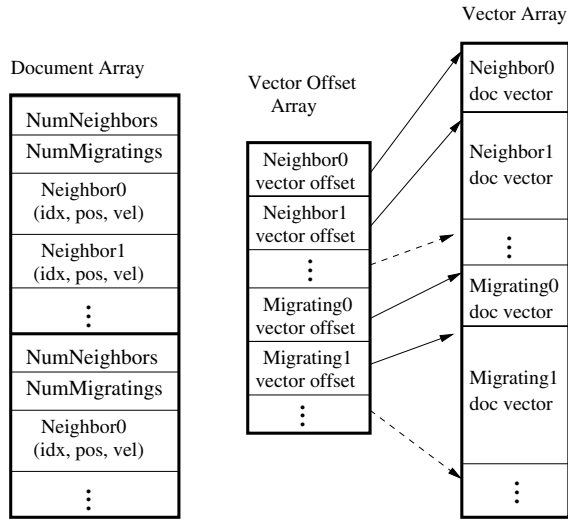 Document Array
NumNeighbors
NumMigratings
Neighbor0
(idx, pos, vel)
Neighbor1
(idx, pos, vel)
⋮
NumNeighbors
NumMigratings
Neighbor0
(idx, pos, vel)
⋮
Vector Offset
Array
Neighbor0
vector offset
Neighbor1
vector offset
⋮
Migrating0
vector offset
Migrating1
vector offset
⋮
Vector Array
Neighbor0
doc vector
Neighbor1
doc vector
⋮
Migrating0
doc vector
Migrating1
doc vector
⋮